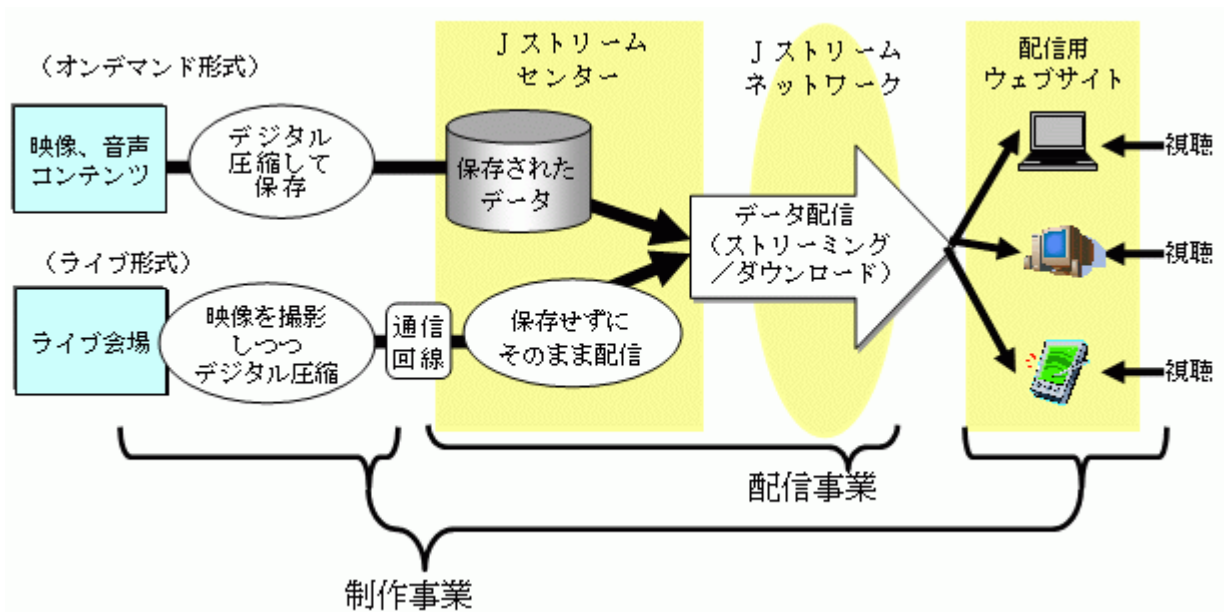 (オンデマンド形式)
映像、音声
コンテンツ
デジタル
圧縮して
保存
Jストリーム
センター
保存された
データ
Jストリーム
ネットワーク
データ配信
(ストリーミング
/ダウンロード)
配信用
ウェブサイト
視聴
視聴
視聴
(ライブ形式)
ライブ会場
映像を撮影
しつつ
デジタル圧縮
通信
回線
保存せずに
そのまま配信
配信事業
制作事業